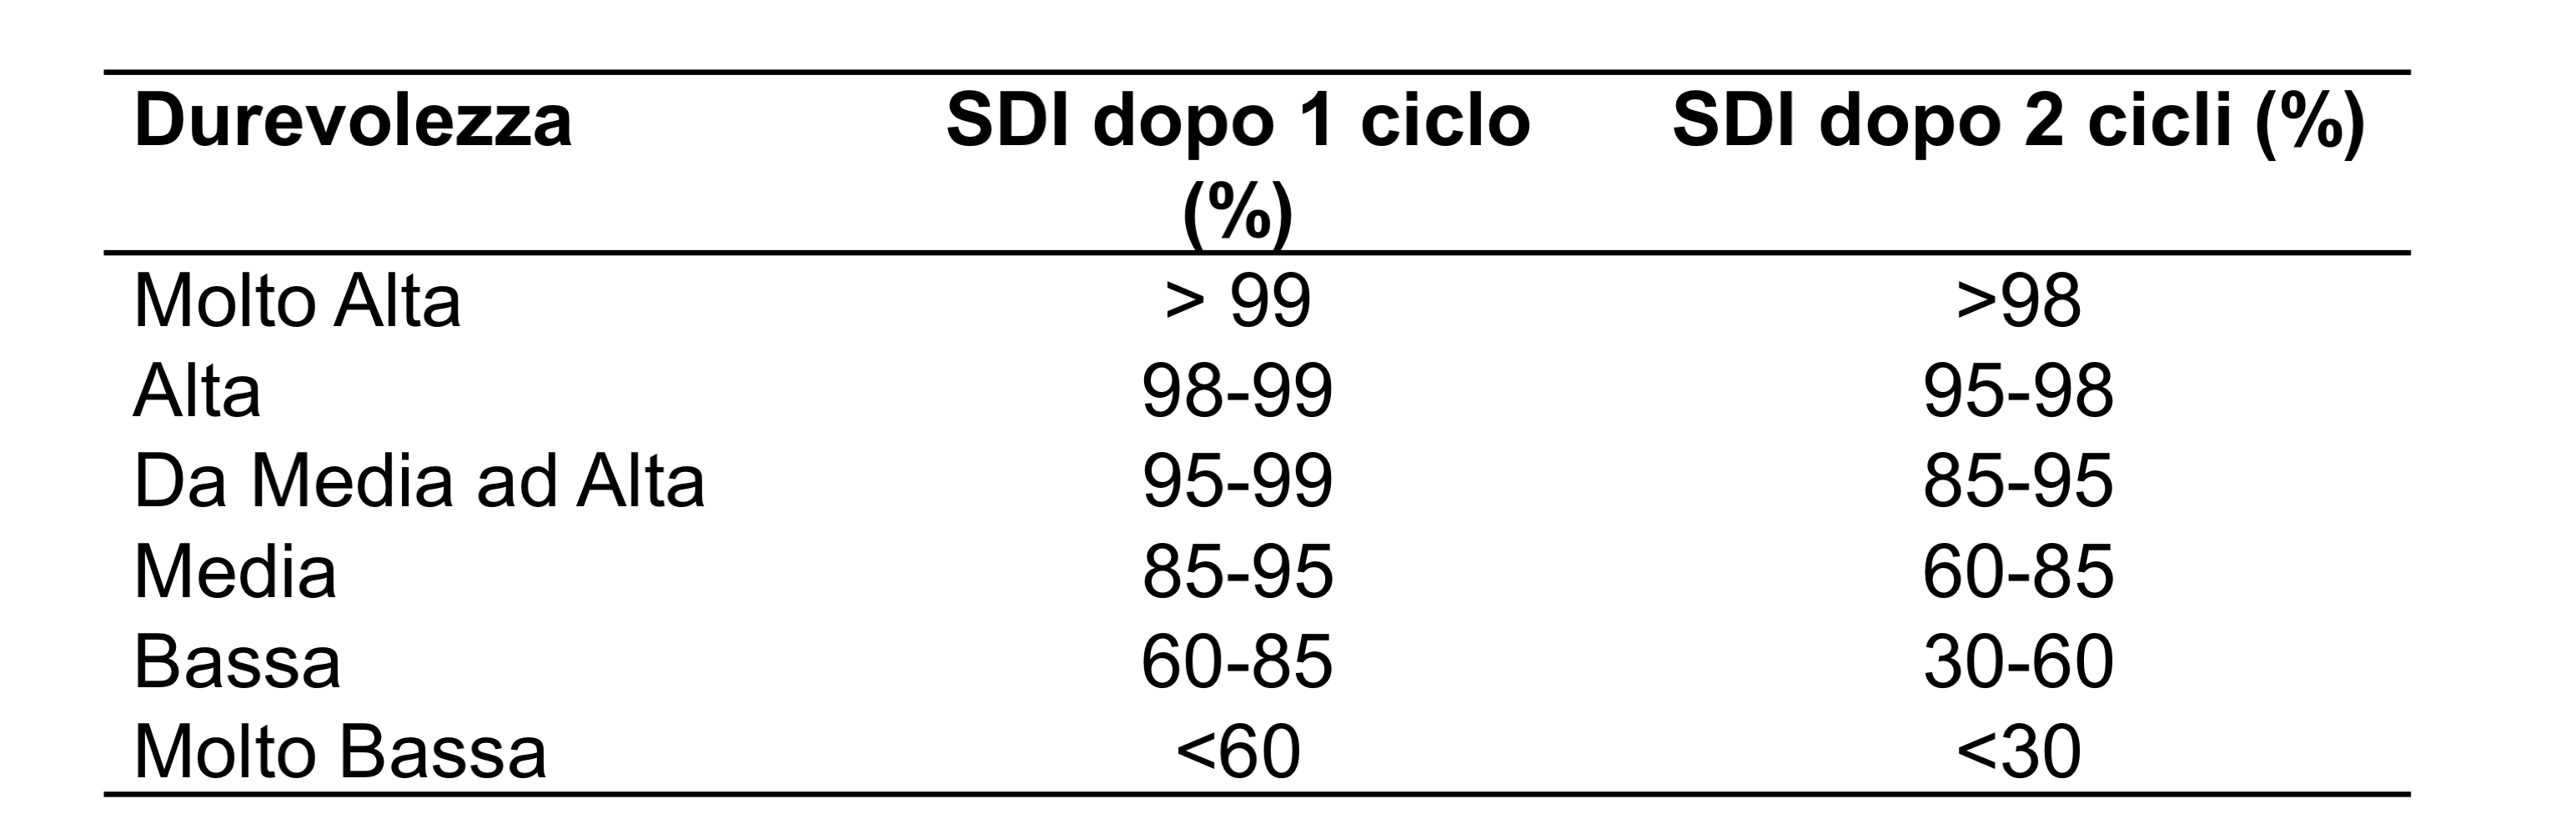 Durevolezza SDI dopo 1 ciclo (%) SDI dopo 2 cicli (%)
Molto Alta > 99 >98
Alta 98-99 95-98
Da Media ad Alta 95-99 85-95
Media 85-95 60-85
Bassa 60-85 30-60
Molto Bassa <60 <30